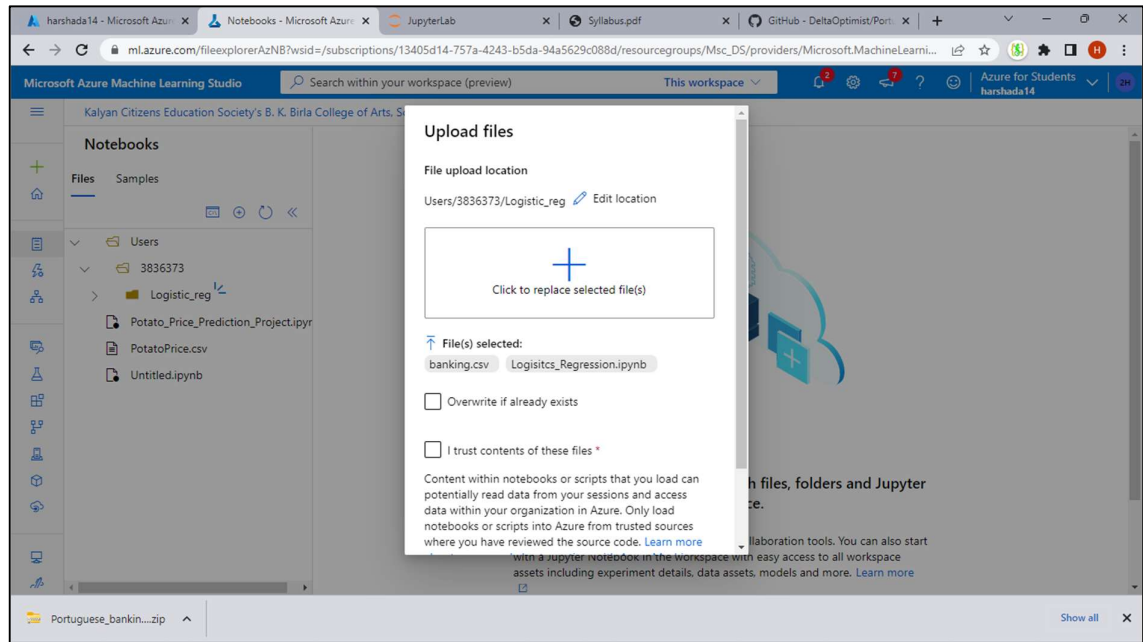 harshada14 - Microsoft Azur
Notebooks - Microsoft Azure
JupyterLab
Syllabus.pdf
GitHub - DeltaOptimist/Portu
ml.azure.com/fileexplorerAzNB?wsid=/subscriptions/13405d14-757a-4243-b5da-94a5629c088d/resourcegroups/Msc_DS/providers/Microsoft.MachineLearni...
H
Microsoft Azure Machine Learning Studio
Search within your workspace (preview)
This workspace
2
7
?
Azure for Students
harshada14
2H
Kalyan Citizens Education Society's B. K. Birla College of Arts, S
Notebooks
Files Samples
Users
3836373
Logistic_reg
Potato_Price_Prediction_Project.ipyr
PotatoPrice.csv
Untitled.ipynb
Upload files
File upload location
Users/3836373/Logistic_reg Edit location
Click to replace selected file(s)
File(s) selected:
banking.csv Logisitcs_Regression.ipynb
Overwrite if already exists
I trust contents of these files *
Content within notebooks or scripts that you load can
potentially read data from your sessions and access
data within your organization in Azure. Only load
notebooks or scripts into Azure from trusted sources
where you have reviewed the source code. Learn more
h files, folders and Jupyter
ce.
llaboration tools. You can also start
with a Jupyter Notebook in the workspace with easy access to all workspace
assets including experiment details, data assets, models and more. Learn more
Portuguese_bankin....zip
Show all